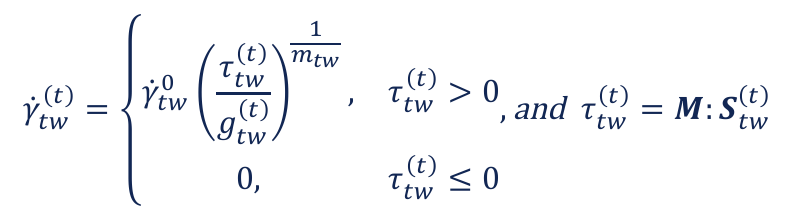 γ̇_tw^(t) = { γ̇_tw^0 (τ_tw^(t) / g_tw^(t))^(1/m_tw), τ_tw^(t) > 0
0, τ_tw^(t) ≤ 0
, and τ_tw^(t) = M : S_tw^(t)